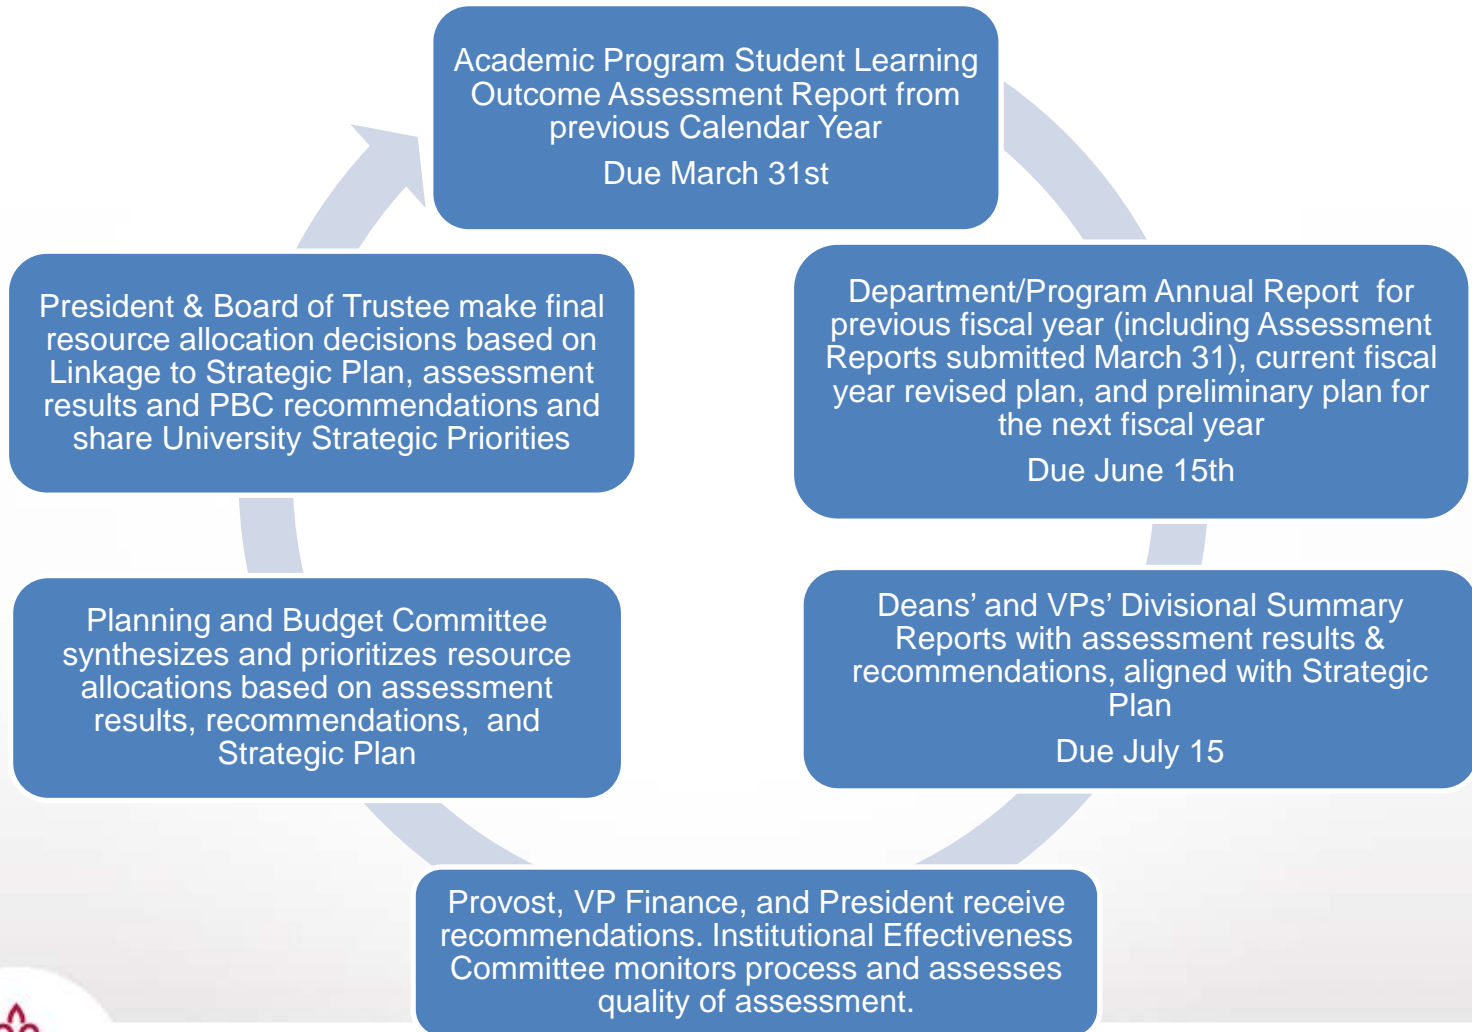 Academic Program Student Learning
Outcome Assessment Report from
previous Calendar Year
Due March 31st
Department/Program Annual Report for
previous fiscal year (including Assessment
Reports submitted March 31), current fiscal
year revised plan, and preliminary plan for
the next fiscal year
Due June 15th
Deans’ and VPs’ Divisional Summary
Reports with assessment results &
recommendations, aligned with Strategic
Plan
Due July 15
Provost, VP Finance, and President receive
recommendations. Institutional Effectiveness
Committee monitors process and assesses
quality of assessment.
Planning and Budget Committee
synthesizes and prioritizes resource
allocations based on assessment
results, recommendations, and
Strategic Plan
President & Board of Trustee make final
resource allocation decisions based on
Linkage to Strategic Plan, assessment
results and PBC recommendations and
share University Strategic Priorities